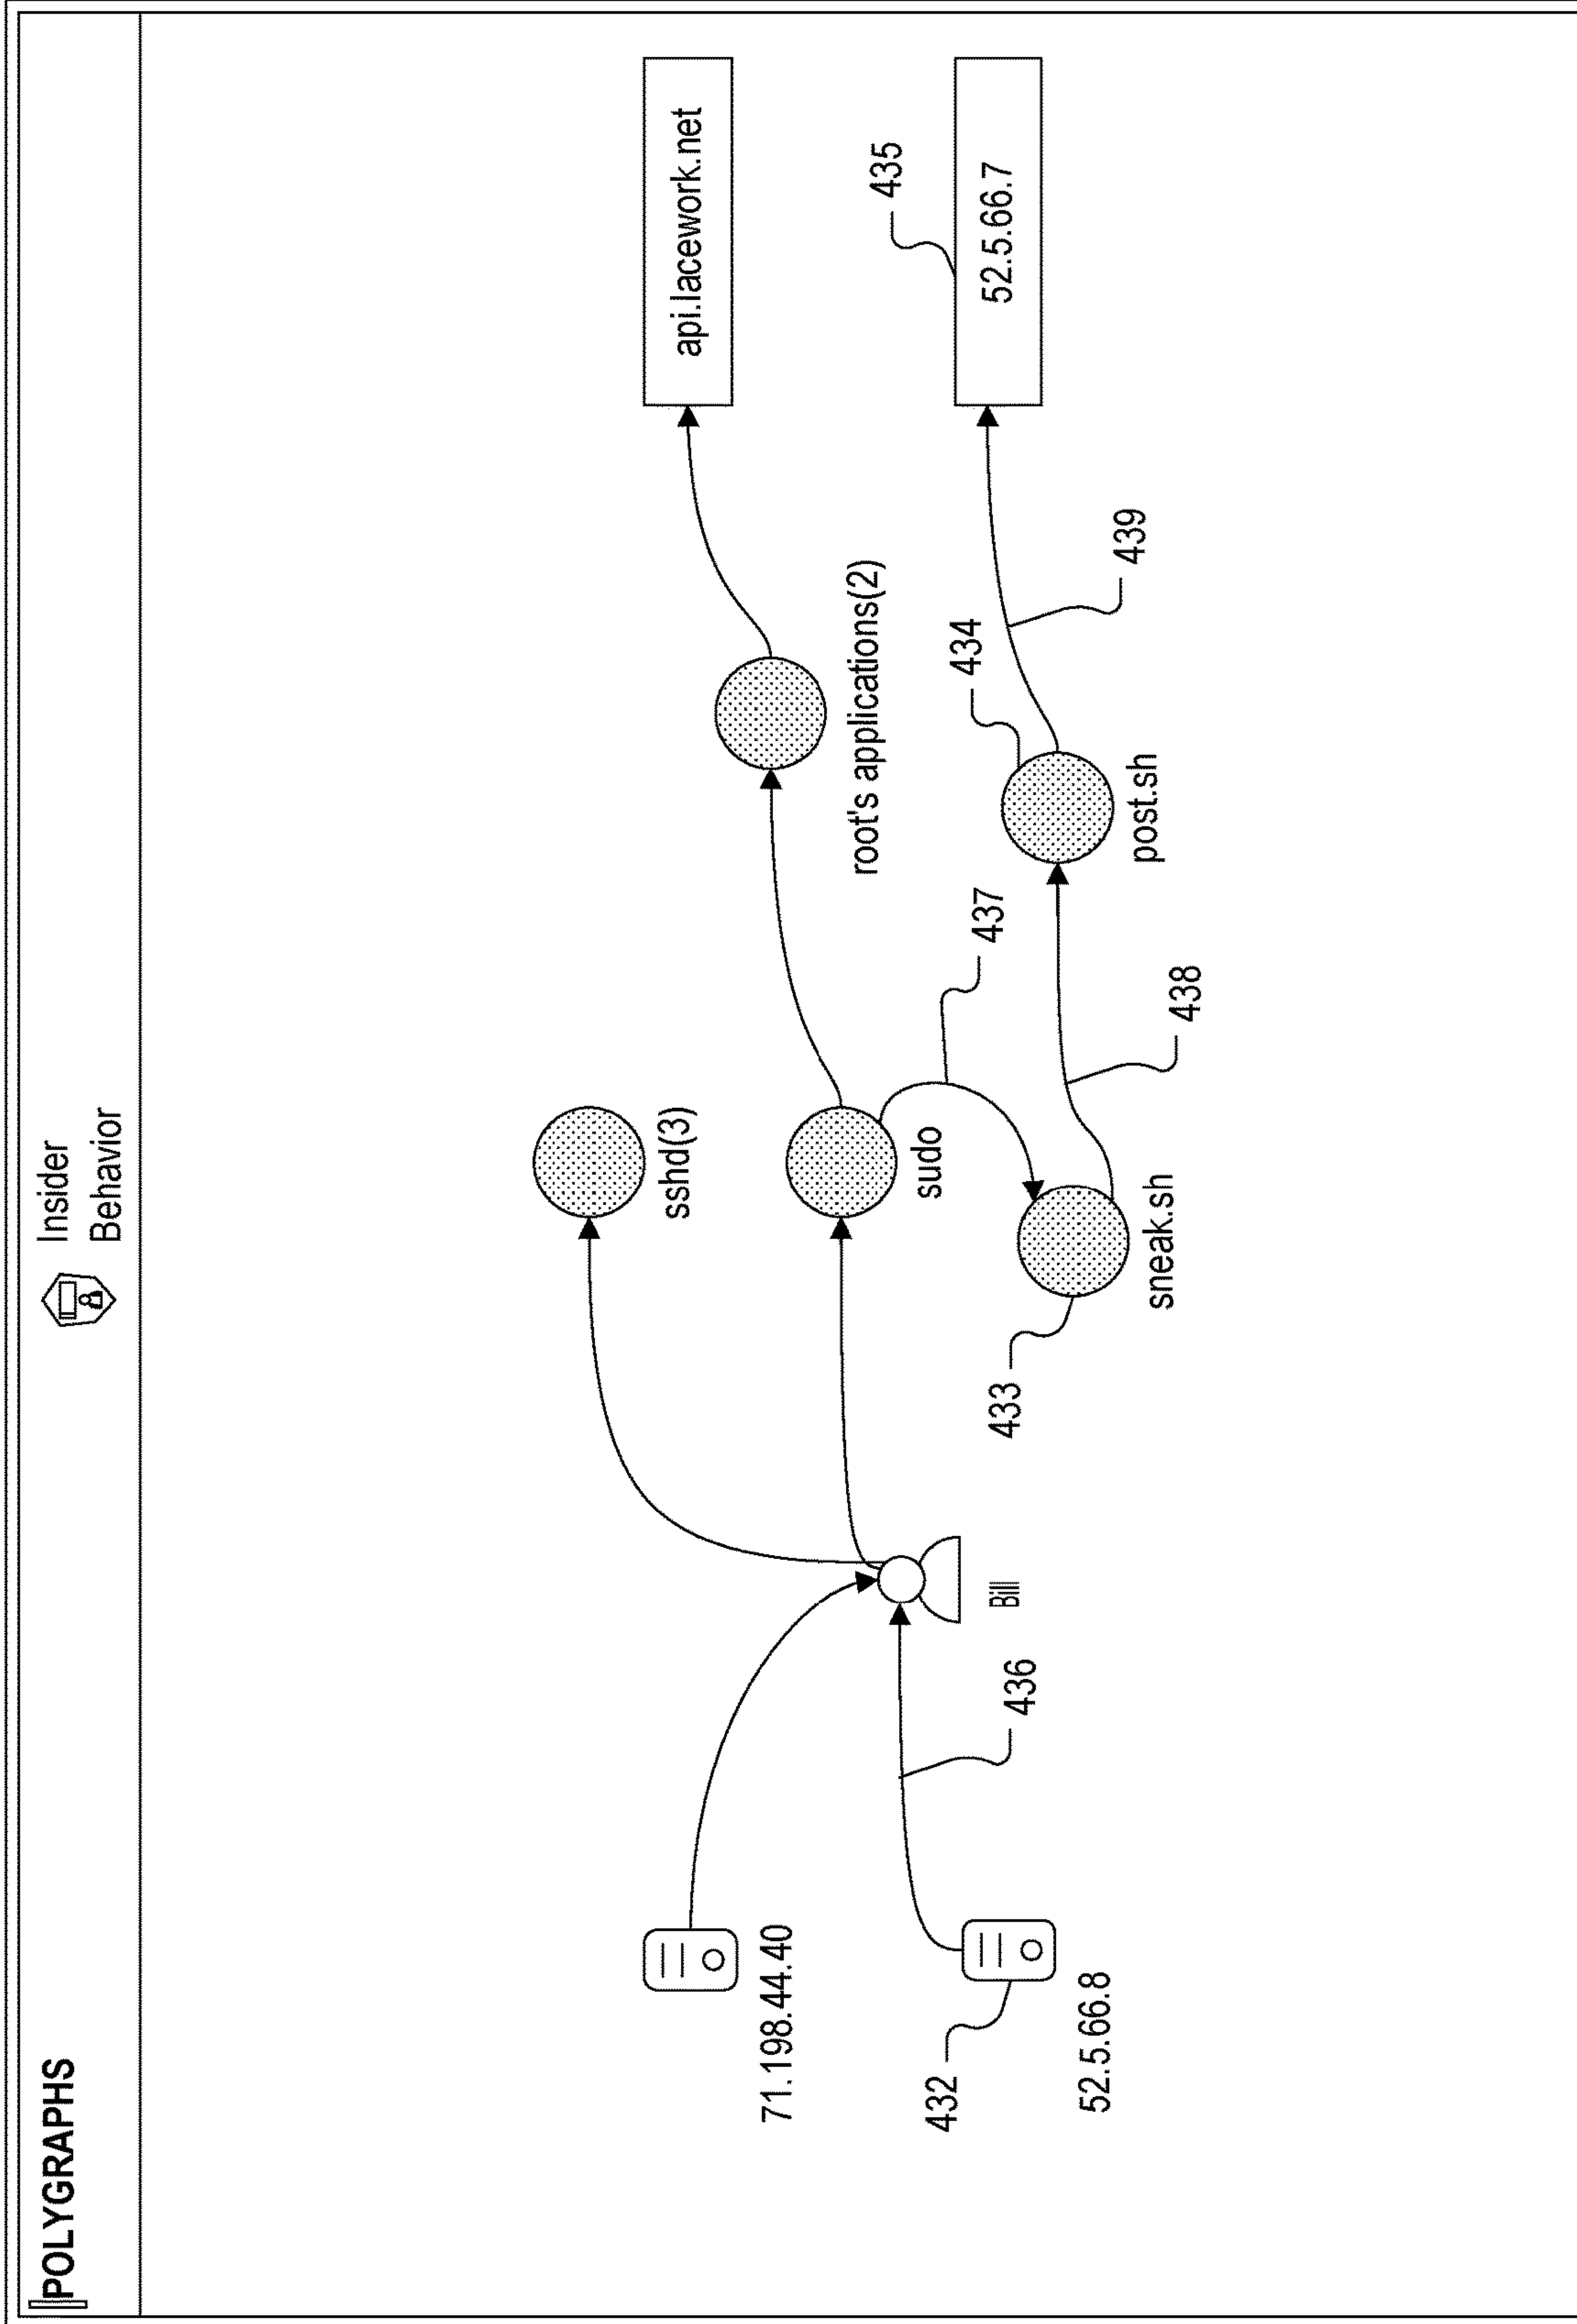 POLYGRAPHS
Insider
Behavior
sshd(3)
api.lacework.net
71.198.44.40
root's applications(2)
sudo
435
52.5.66.7
432
52.5.66.8
436
Bill
433
sneak.sh
437
434
post.sh
438
439